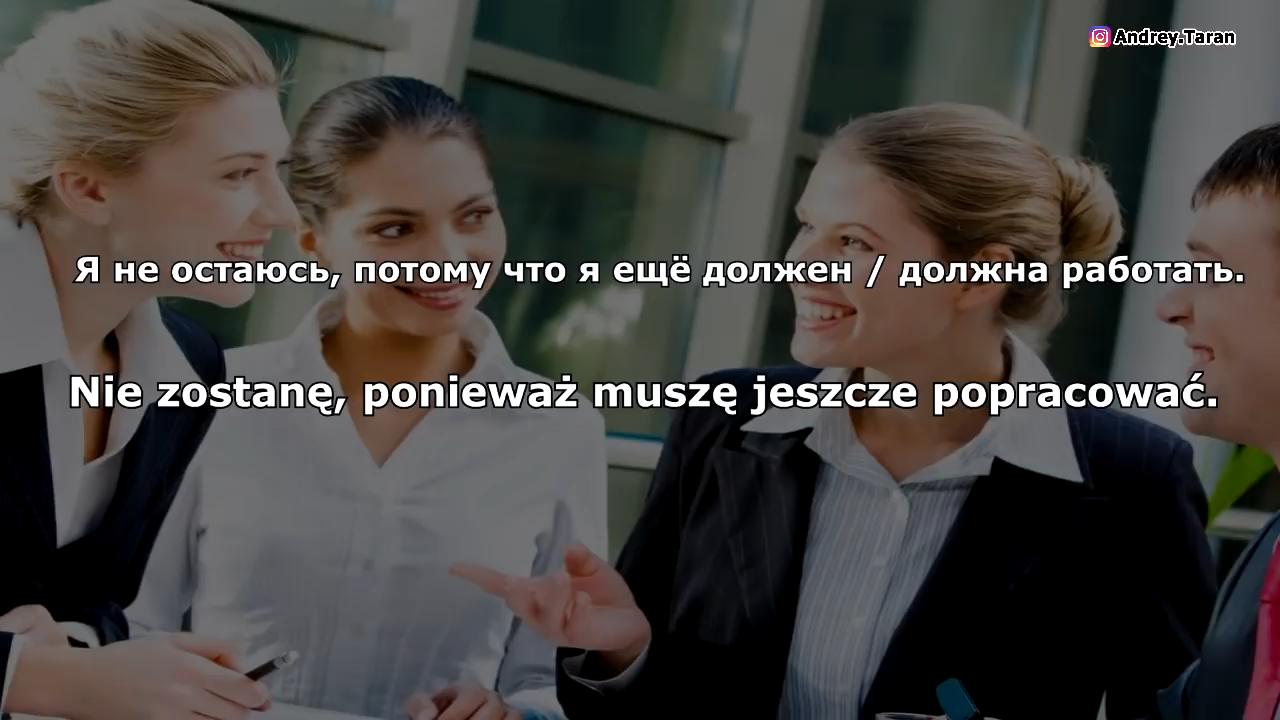 Andrey.Taran
Я не остаюсь, потому что я ещё должен / должна работать.
Nie zostanę, ponieważ muszę jeszcze popracować.